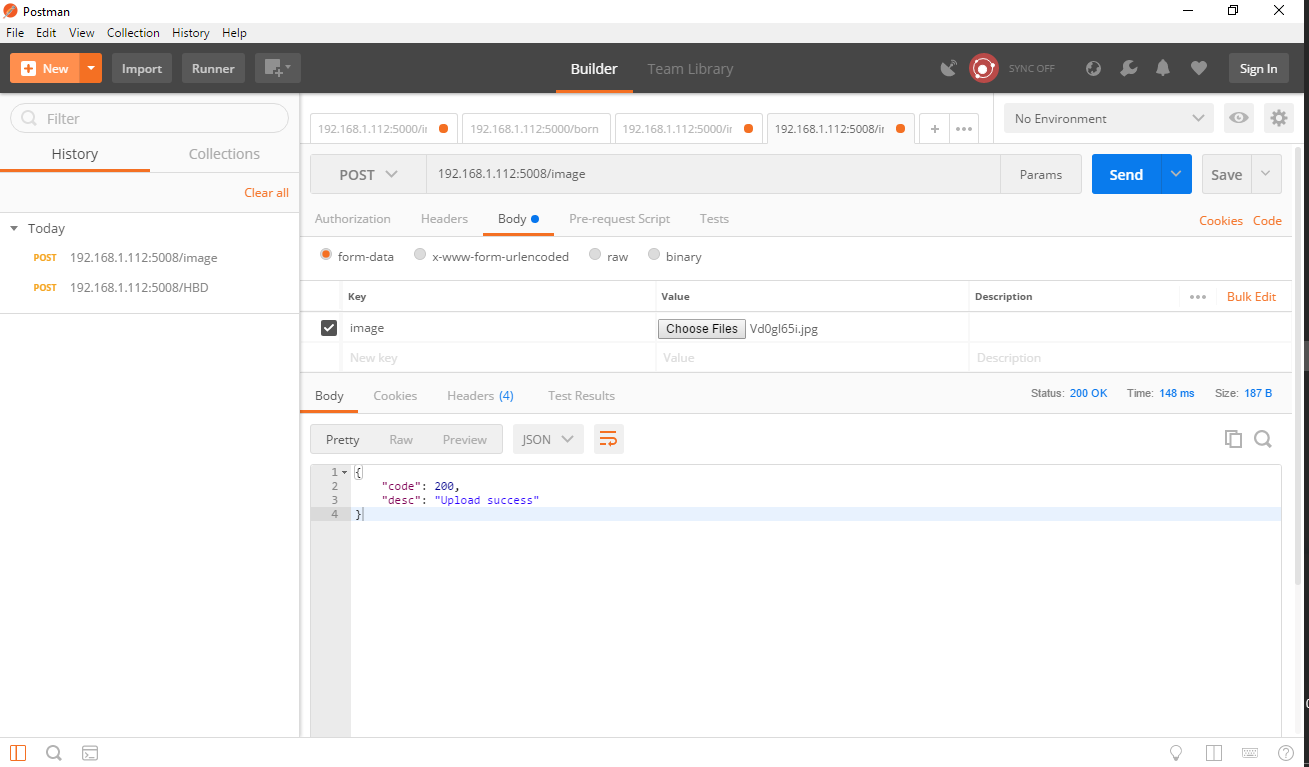 Postman
File Edit View Collection History Help
New Import Runner Builder Team Library SYNC OFF Sign In
Filter
History Collections
Clear all
Today
POST 192.168.1.112:5008/image
POST 192.168.1.112:5008/HBD
192.168.1.112:5000/ir 192.168.1.112:5000/born 192.168.1.112:5000/ir 192.168.1.112:5008/ir + No Environment
POST 192.168.1.112:5008/image Params Send Save
Authorization Headers Body Pre-request Script Tests Cookies Code
form-data x-www-form-urlencoded raw binary
Key Value Description Bulk Edit
image Choose Files Vd0gl65i.jpg
New key Value Description
Body Cookies Headers (4) Test Results Status: 200 OK Time: 148 ms Size: 187 B
Pretty Raw Preview JSON
1 {
2 "code": 200,
3 "desc": "Upload success"
4 }